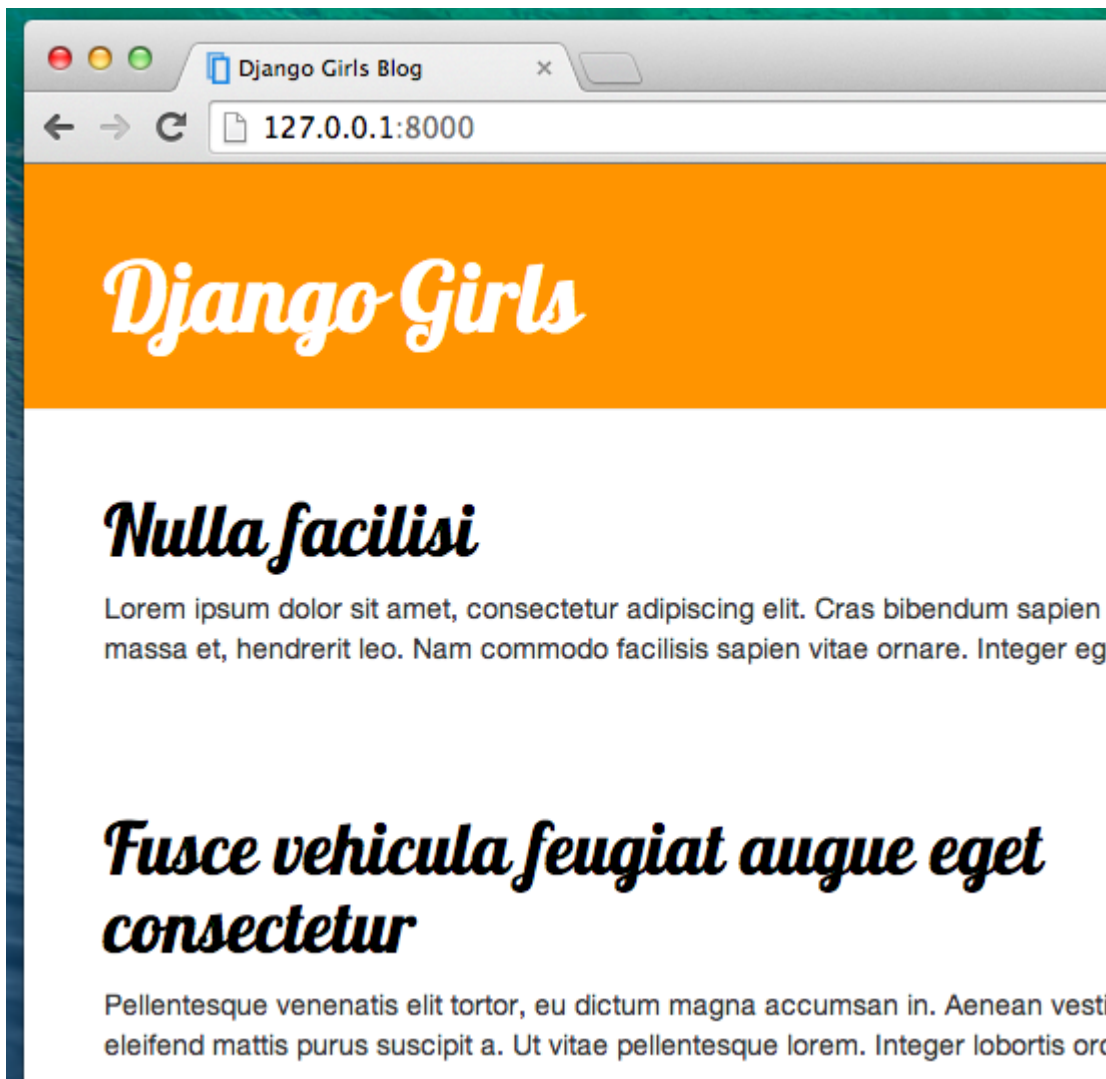 Django Girls Blog
127.0.0.1:8000
Django Girls
Nulla facilisi
Lorem ipsum dolor sit amet, consectetur adipiscing elit. Cras bibendum sapien
massa et, hendrerit leo. Nam commodo facilisis sapien vitae ornare. Integer eg
Fusce vehicula feugiat augue eget
consectetur
Pellentesque venenatis elit tortor, eu dictum magna accumsan in. Aenean vesti
eleifend mattis purus suscipit a. Ut vitae pellentesque lorem. Integer lobortis orc